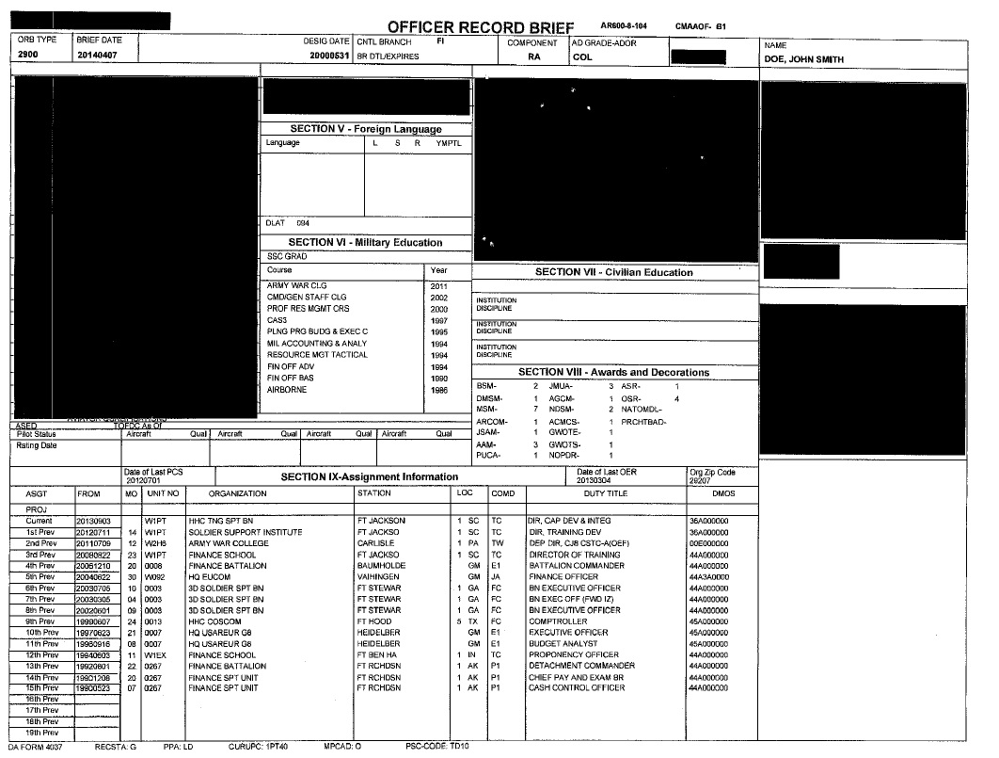 OFFICER RECORD BRIEF AR600-8-104 CMAAOF- B1
ORB TYPE BRIEF DATE DESIG DATE CNTL BRANCH FI COMPONENT AD GRADE-ADOR NAME
2900 20140407 20000531 BR DTL/EXPIRES RA COL DOE, JOHN SMITH
SECTION V - Foreign Language
Language L S R YMPTL
DLAT 094
SECTION VI - Military Education
SSC GRAD
Course Year
ARMY WAR CLG 2011
CMD/GEN STAFF CLG 2002
PROF RES MGMT CRS 2000
CAS3 1997
PLNG PRG BUDG & EXEC C 1995
MIL ACCOUNTING & ANALY 1994
RESOURCE MGT TACTICAL 1994
FIN OFF ADV 1994
FIN OFF BAS 1990
AIRBORNE 1986
SECTION VII - Civilian Education
INSTITUTION
DISCIPLINE
INSTITUTION
DISCIPLINE
INSTITUTION
DISCIPLINE
SECTION VIII - Awards and Decorations
BSM- 2 JMUA- 3 ASR- 1
DMSM- 1 AGCM- 1 OSR- 4
MSM- 7 NDSM- 2 NATOMDL-
ARCOM- 1 ACMCS- 1 PRCHTBAD-
JSAM- 1 GWOTE- 1
AAM- 3 GWOTS- 1
PUCA- 1 NOPDR- 1
ASED TOFDC As Of
Pilot Status Aircraft Qual Aircraft Qual Aircraft Qual Aircraft Qual
Rating Date
Date of Last PCS SECTION IX-Assignment Information Date of Last OER Org Zip Code
20120701 20130304 29207
ASGT FROM MO UNIT NO ORGANIZATION STATION LOC COMD DUTY TITLE DMOS
PROJ
Current 20130903 W1PT HHC TNG SPT BN FT JACKSON 1 SC TC DIR, CAP DEV & INTEG 36A000000
1st Prev 20120711 14 W1PT SOLDIER SUPPORT INSTITUTE FT JACKSO 1 SC TC DIR, TRAINING DEV 36A000000
2nd Prev 20110709 12 W2H6 ARMY WAR COLLEGE CARLISLE 1 PA TW DEP DIR, CJ8 CSTC-A(OEF) 00E000000
3rd Prev 20080822 23 W1PT FINANCE SCHOOL FT JACKSO 1 SC TC DIRECTOR OF TRAINING 44A000000
4th Prev 20061210 20 0008 FINANCE BATTALION BAUMHOLDE GM E1 BATTALION COMMANDER 44A000000
5th Prev 20040622 30 W092 HQ EUCOM VAIHINGEN GM JA FINANCE OFFICER 44A3A0000
6th Prev 20030705 10 0003 3D SOLDIER SPT BN FT STEWAR 1 GA FC BN EXECUTIVE OFFICER 44A000000
7th Prev 20030305 04 0003 3D SOLDIER SPT BN FT STEWAR 1 GA FC BN EXEC OFF (FWD IZ) 44A000000
8th Prev 20020601 09 0003 3D SOLDIER SPT BN FT STEWAR 1 GA FC BN EXECUTIVE OFFICER 44A000000
9th Prev 19990607 24 0013 HHC COSCOM FT HOOD 5 TX FC COMPTROLLER 45A000000
10th Prev 19970623 21 0007 HQ USAREUR G8 HEIDELBER GM E1 EXECUTIVE OFFICER 45A000000
11th Prev 19960916 08 0007 HQ USAREUR G8 HEIDELBER GM E1 BUDGET ANALYST 45A000000
12th Prev 19940603 11 W1EX FINANCE SCHOOL FT BEN HA 1 IN TC PROPONENCY OFFICER 44A000000
13th Prev 19920801 22 0267 FINANCE BATTALION FT RCHDSN 1 AK P1 DETACHMENT COMMANDER 44A000000
14th Prev 19901208 20 0267 FINANCE SPT UNIT FT RCHDSN 1 AK P1 CHIEF PAY AND EXAM BR 44A000000
15th Prev 19900523 07 0267 FINANCE SPT UNIT FT RCHDSN 1 AK P1 CASH CONTROL OFFICER 44A000000
16th Prev
17th Prev
18th Prev
19th Prev
DA FORM 4037 RECSTA: G PPA: LD CURUPC: 1PT40 MPCAD: O PSC-CODE: TD10